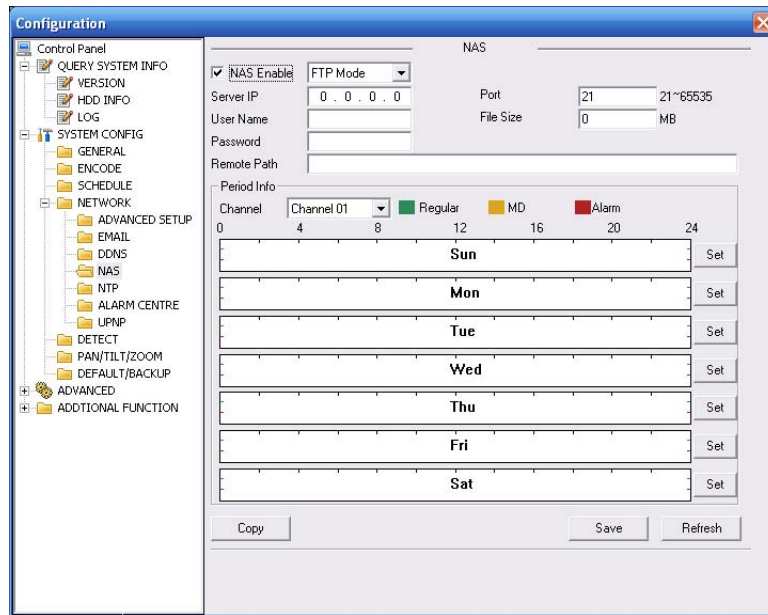 Configuration
Control Panel
QUERY SYSTEM INFO
VERSION
HDD INFO
LOG
SYSTEM CONFIG
GENERAL
ENCODE
SCHEDULE
NETWORK
ADVANCED SETUP
EMAIL
DDNS
NAS
NTP
ALARM CENTRE
UPNP
DETECT
PAN/TILT/ZOOM
DEFAULT/BACKUP
ADVANCED
ADDTIONAL FUNCTION
NAS
NAS Enable FTP Mode
Server IP 0 . 0 . 0 . 0 Port 21 21~65535
User Name File Size 0 MB
Password
Remote Path
Period Info
Channel Channel 01 Regular MD Alarm
0 4 8 12 16 20 24
Sun Set
Mon Set
Tue Set
Wed Set
Thu Set
Fri Set
Sat Set
Copy Save Refresh